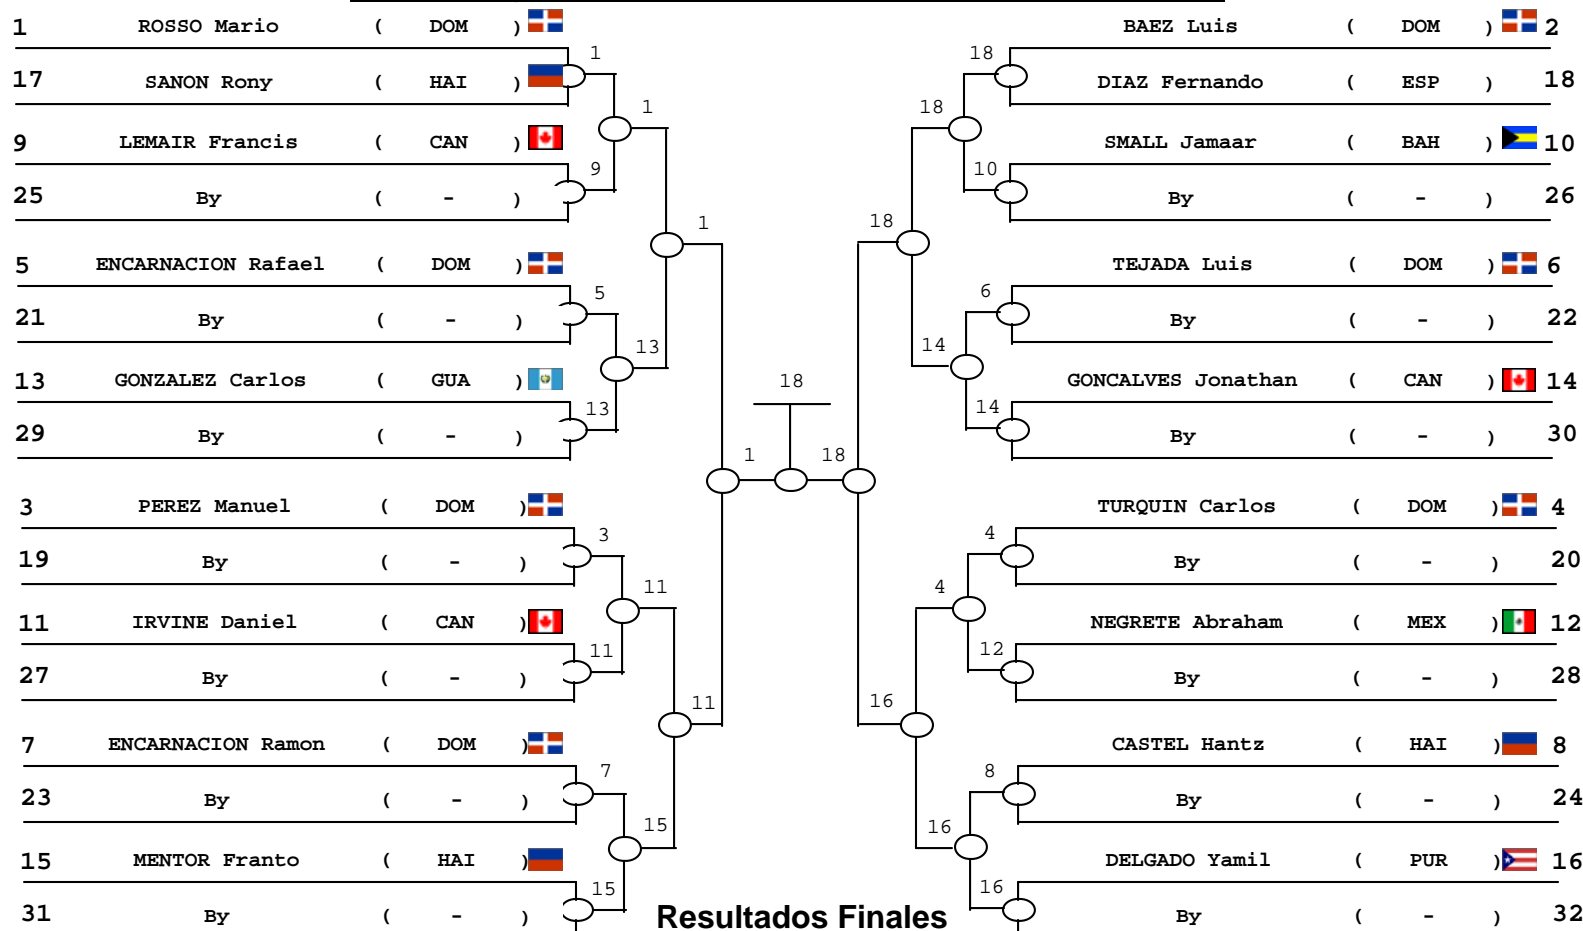 1 ROSSO Mario ( DOM )
1
17 SANON Rony ( HAI )
1
9 LEMAIR Francis ( CAN )
9
25 By ( - )
1
5 ENCARNACION Rafael ( DOM )
5
21 By ( - )
13
13 GONZALEZ Carlos ( GUA )
13
29 By ( - )
1
3 PEREZ Manuel ( DOM )
3
19 By ( - )
11
11 IRVINE Daniel ( CAN )
11
27 By ( - )
11
7 ENCARNACION Ramon ( DOM )
7
23 By ( - )
15
15 MENTOR Franto ( HAI )
15
31 By ( - )
18
BAEZ Luis ( DOM ) 2
18
DIAZ Fernando ( ESP ) 18
18
SMALL Jamaar ( BAH ) 10
10
By ( - ) 26
18
TEJADA Luis ( DOM ) 6
6
By ( - ) 22
14
GONCALVES Jonathan ( CAN ) 14
14
By ( - ) 30
18
TURQUIN Carlos ( DOM ) 4
4
By ( - ) 20
4
NEGRETE Abraham ( MEX ) 12
12
By ( - ) 28
16
CASTEL Hantz ( HAI ) 8
8
By ( - ) 24
16
DELGADO Yamil ( PUR ) 16
16
By ( - ) 32
Resultados Finales